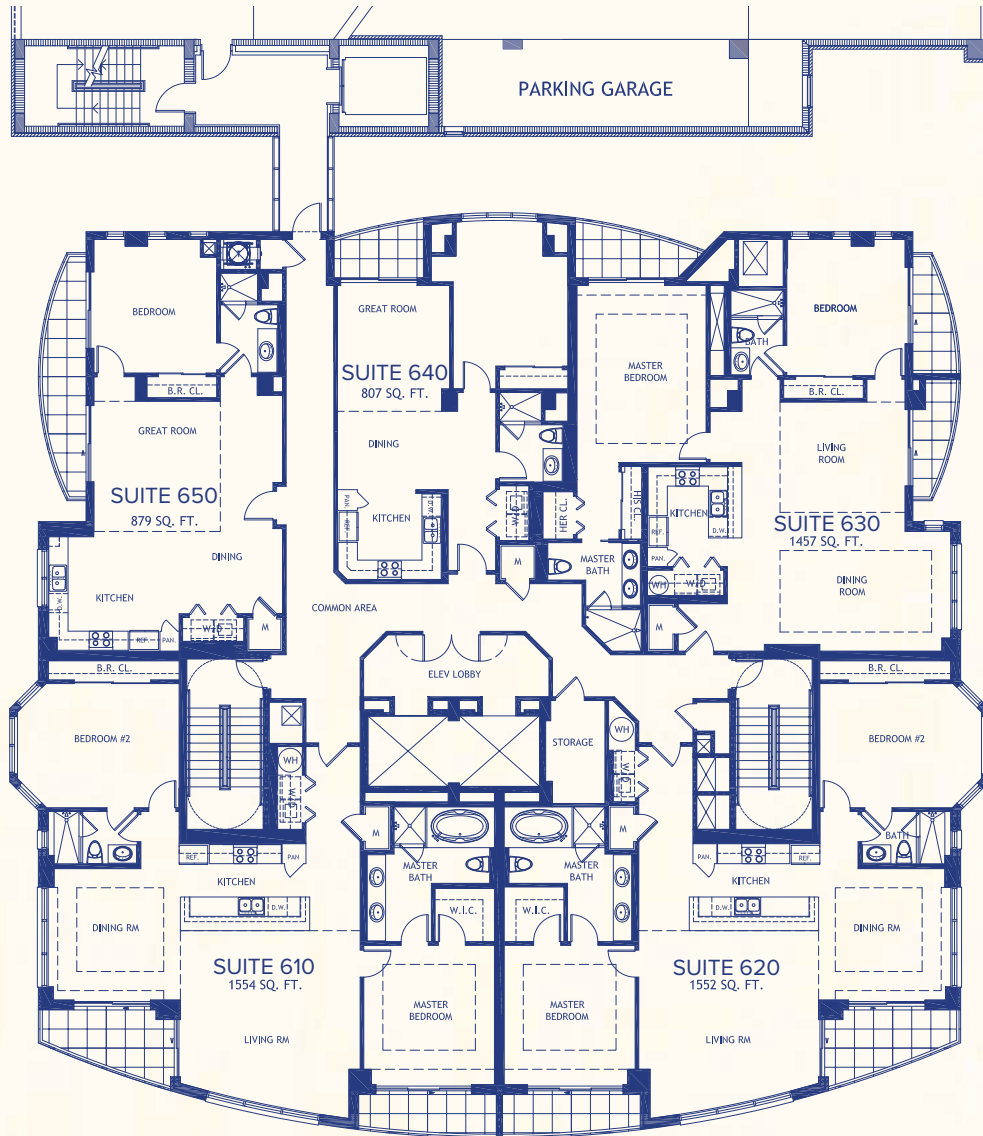 PARKING GARAGE
BEDROOM
B.R. CL.
GREAT ROOM
SUITE 650
879 SQ. FT.
DINING
KITCHEN
D.W.
REF.
PAN.
W/D
M
GREAT ROOM
SUITE 640
807 SQ. FT.
DINING
PAN.
REF.
KITCHEN
D.W.
W/D
M
MASTER
BEDROOM
HER CL.
HIS CL.
MASTER
BATH
BATH
BEDROOM
B.R. CL.
LIVING
ROOM
KITCHEN
REF.
PAN.
D.W.
SUITE 630
1457 SQ. FT.
WH
W/D
DINING
ROOM
M
COMMON AREA
ELEV LOBBY
STORAGE
B.R. CL.
BEDROOM #2
WH
W/D
M
REF.
PAN
KITCHEN
D.W.
DINING RM
MASTER
BATH
W.I.C.
SUITE 610
1554 SQ. FT.
LIVING RM
MASTER
BEDROOM
WH
W/D
B.R. CL.
BEDROOM #2
BATH
M
MASTER
BATH
W.I.C.
PAN.
REF.
KITCHEN
D.W.
DINING RM
SUITE 620
1552 SQ. FT.
MASTER
BEDROOM
LIVING RM